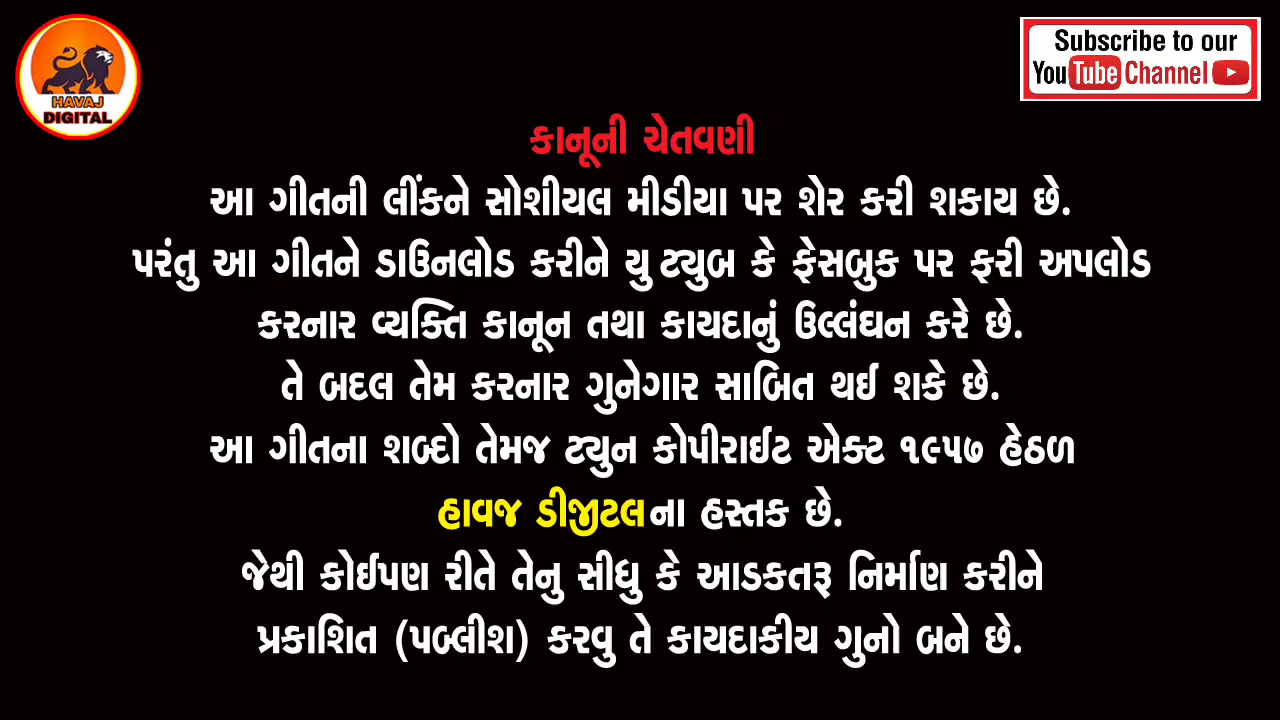 HAVAJ
DIGITAL
Subscribe to our
YouTube Channel
કાનૂની ચેતવણી
આ ગીતની લીંકને સોશીયલ મીડીયા પર શેર કરી શકાય છે.
પરંતુ આ ગીતને ડાઉનલોડ કરીને યુ ટ્યુબ કે ફેસબુક પર ફરી અપલોડ
કરનાર વ્યક્તિ કાનૂન તથા કાયદાનું ઉલ્લંઘન કરે છે.
તે બદલ તેમ કરનાર ગુનેગાર સાબિત થઈ શકે છે.
આ ગીતના શબ્દો તેમજ ટ્યુન કોપીરાઈટ એક્ટ ૧૯૫૭ હેઠળ
હાવજ ડીજીટલના હસ્તક છે.
જેથી કોઈપણ રીતે તેનુ સીધુ કે આડકતરૂ નિર્માણ કરીને
પ્રકાશિત (પબ્લીશ) કરવુ તે કાયદાકીય ગુનો બને છે.